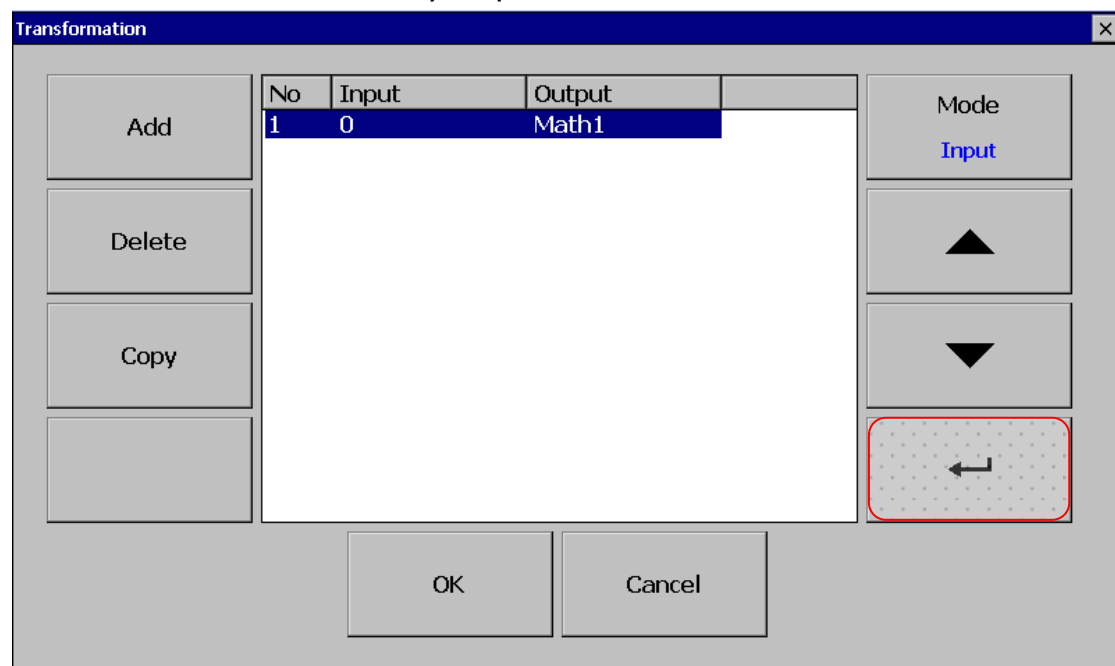 Transformation
Add
Delete
Copy
No Input Output
1 0 Math1
Mode
Input
OK Cancel